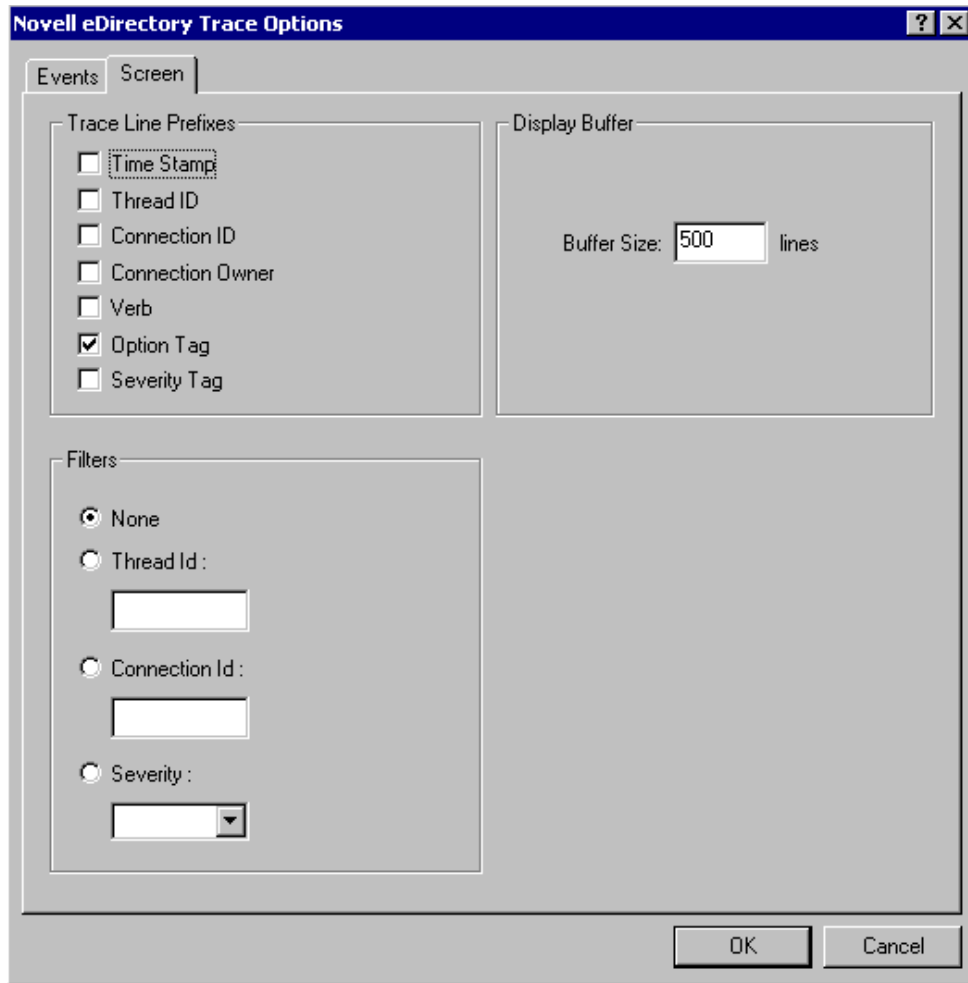 Novell eDirectory Trace Options
Events
Screen
Trace Line Prefixes
Time Stamp
Thread ID
Connection ID
Connection Owner
Verb
Option Tag
Severity Tag
Display Buffer
Buffer Size: 500 lines
Filters
None
Thread Id :
Connection Id :
Severity :
OK
Cancel